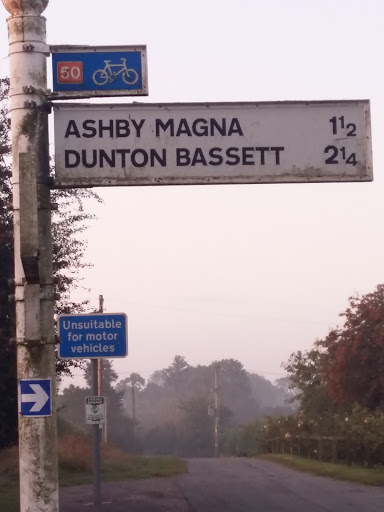 50
ASHBY MAGNA 1½
DUNTON BASSETT 2¼
Unsuitable
for motor
vehicles